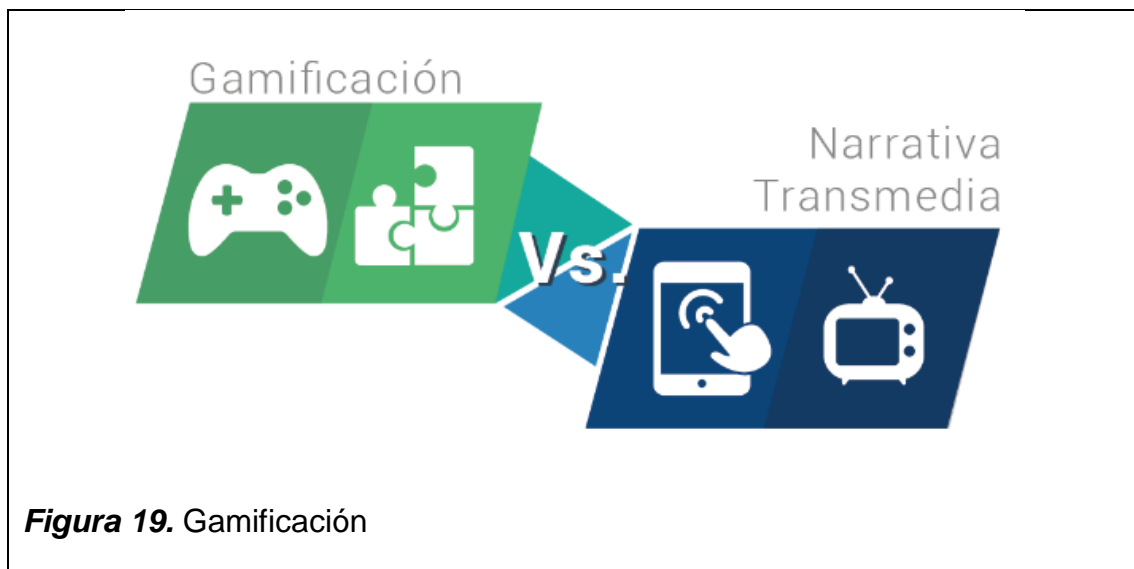 Gamificación
Narrativa
Transmedia
Vs.
Figura 19. Gamificación